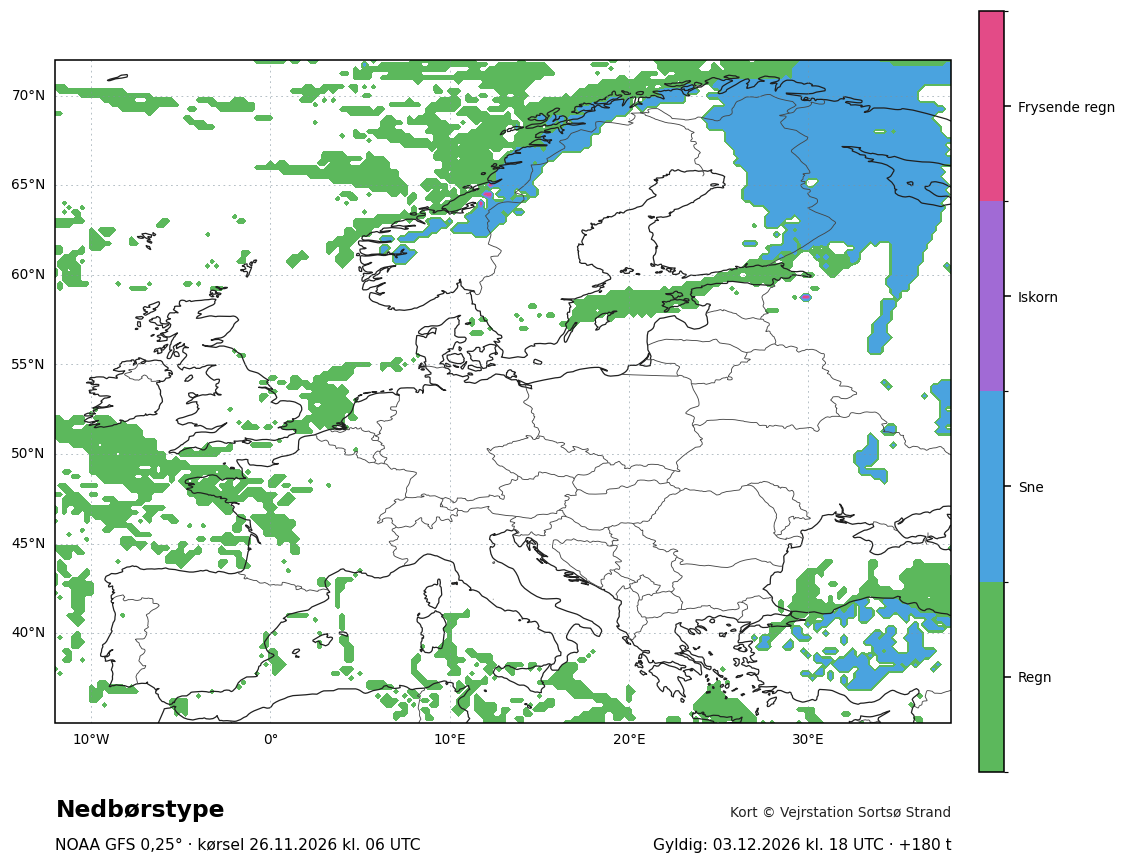 70°N
65°N
60°N
55°N
50°N
45°N
40°N
10°W
0°
10°E
20°E
30°E
Frysende regn
Iskorn
Sne
Regn
Nedbørstype
Kort © Vejrstation Sortsø Strand
NOAA GFS 0,25° · kørsel 26.11.2026 kl. 06 UTC
Gyldig: 03.12.2026 kl. 18 UTC · +180 t